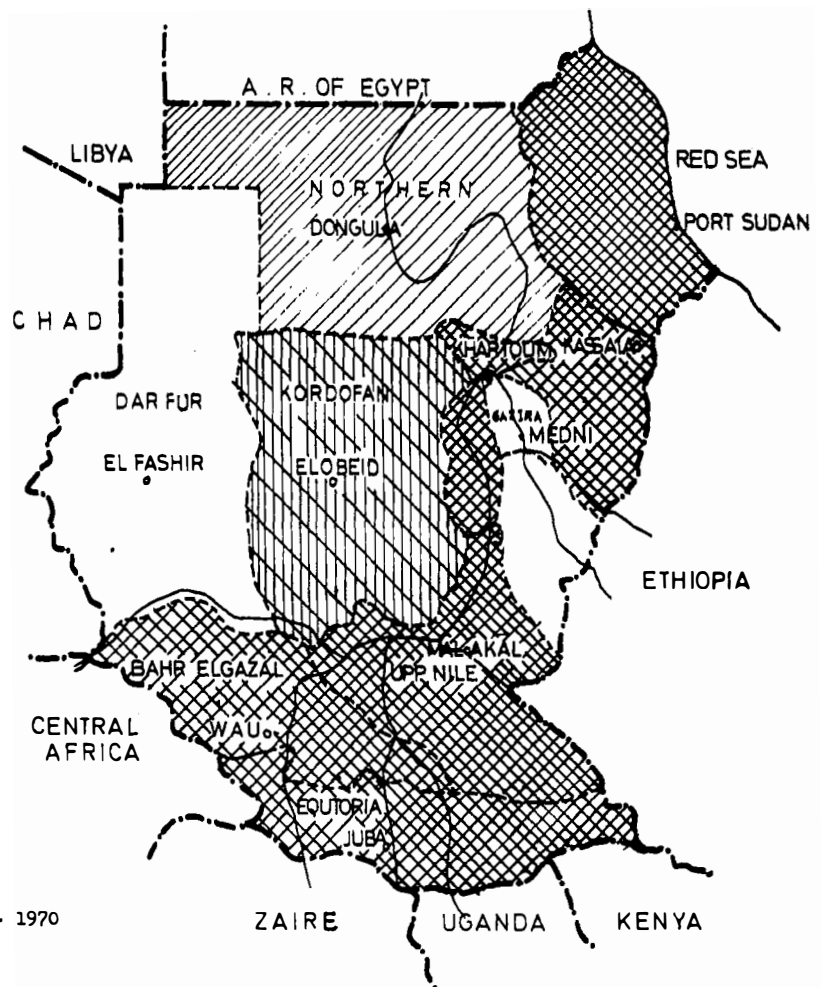 A.R. OF EGYPT
LIBYA
RED SEA
NORTHERN
DONGULA
PORT SUDAN
CHAD
KHARTOUM
KASSALA
KORDOFAN
DAR FUR
GAZIRA
MEDNI
EL FASHIR
ELOBEID
ETHIOPIA
MALAKAL
BAHR ELGAZAL
UPP. NILE
CENTRAL
AFRICA
WAU
EQUTORIA
JUBA
1970
ZAIRE
UGANDA
KENYA